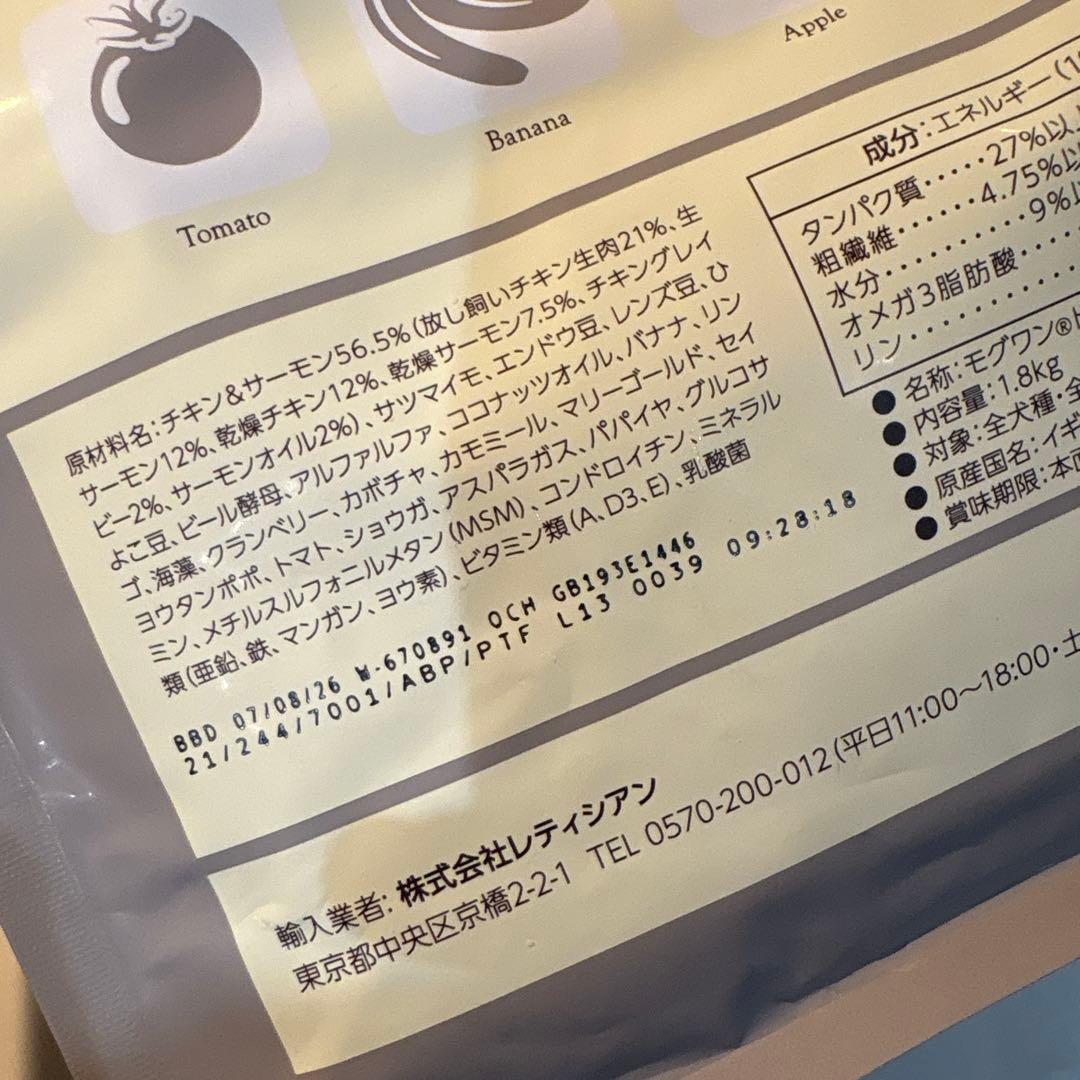 Tomato
Banana
Apple
原材料名:チキン&サーモン56.5%(放し飼いチキン生肉21%、生
サーモン12%、乾燥チキン12%、乾燥サーモン7.5%、チキングレイ
ビー2%、サーモンオイル2%)、サツマイモ、エンドウ豆、レンズ豆、ひ
よこ豆、ビール酵母、アルファルファ、ココナッツオイル、バナナ、リン
ゴ、海藻、クランベリー、カボチャ、カモミール、マリーゴールド、セイ
ヨウタンポポ、トマト、ショウガ、アスパラガス、パパイヤ、グルコサ
ミン、メチルスルフォニルメタン(MSM)、コンドロイチン、ミネラル
類(亜鉛、鉄、マンガン、ヨウ素)、ビタミン類(A、D3、E)、乳酸菌
BBD 07/08/26 W-670891 OCH GB193E1446
21/244/7001/ABP/PTF L13 0039 09:28:18
成分:エネルギー(1
タンパク質・・・・・27%以上
粗繊維・・・・・・4.75%以
水分・・・・・・・・・・9%以
オメガ3脂肪酸・・・・
リン・・・・・・・・・・
●名称:モグワン®ド
●内容量:1.8kg
●対象:全犬種・全
●原産国名:イギ
●賞味期限:本面
輸入業者:株式会社レティシアン
東京都中央区京橋2-2-1 TEL 0570-200-012(平日11:00〜18:00・土